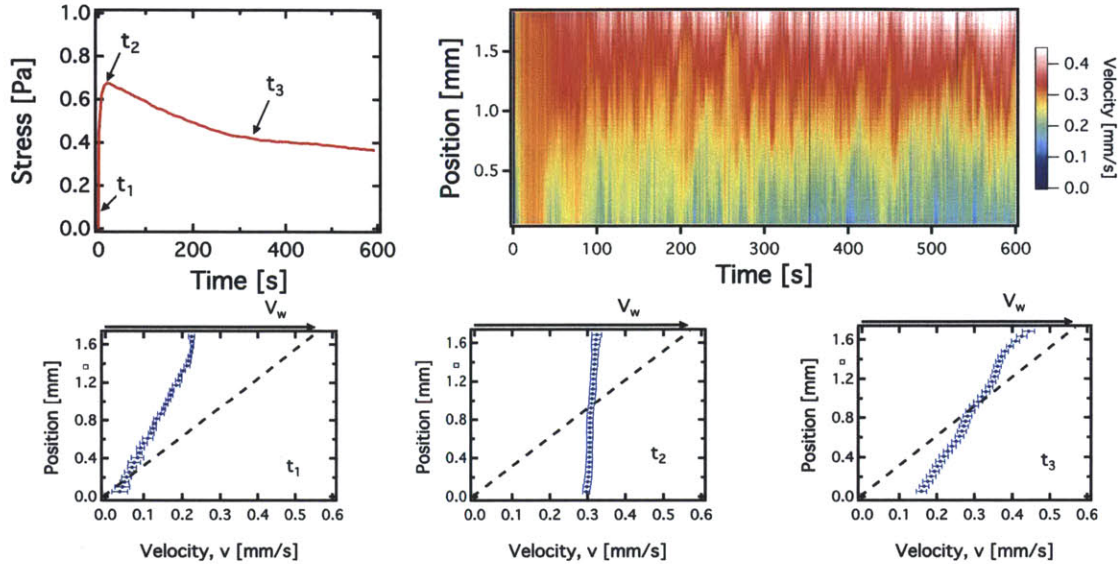 Stress [Pa]
1.0
0.8
0.6
0.4
0.2
0.0
t2
t3
t1
0 200 400 600
Time [s]
Position [mm]
1.5
1.0
0.5
0 100 200 300 400 500 600
Time [s]
0.4
0.3
0.2
0.1
0.0
Velocity [mm/s]
Vw
Position [mm]
1.6
1.2
0.8
0.4
0.0
t1
0.0 0.1 0.2 0.3 0.4 0.5 0.6
Velocity, v [mm/s]
Vw
Position [mm]
1.6
1.2
0.8
0.4
0.0
t2
0.0 0.1 0.2 0.3 0.4 0.5 0.6
Velocity, v [mm/s]
Vw
Position [mm]
1.6
1.2
0.8
0.4
0.0
t3
0.0 0.1 0.2 0.3 0.4 0.5 0.6
Velocity, v [mm/s]